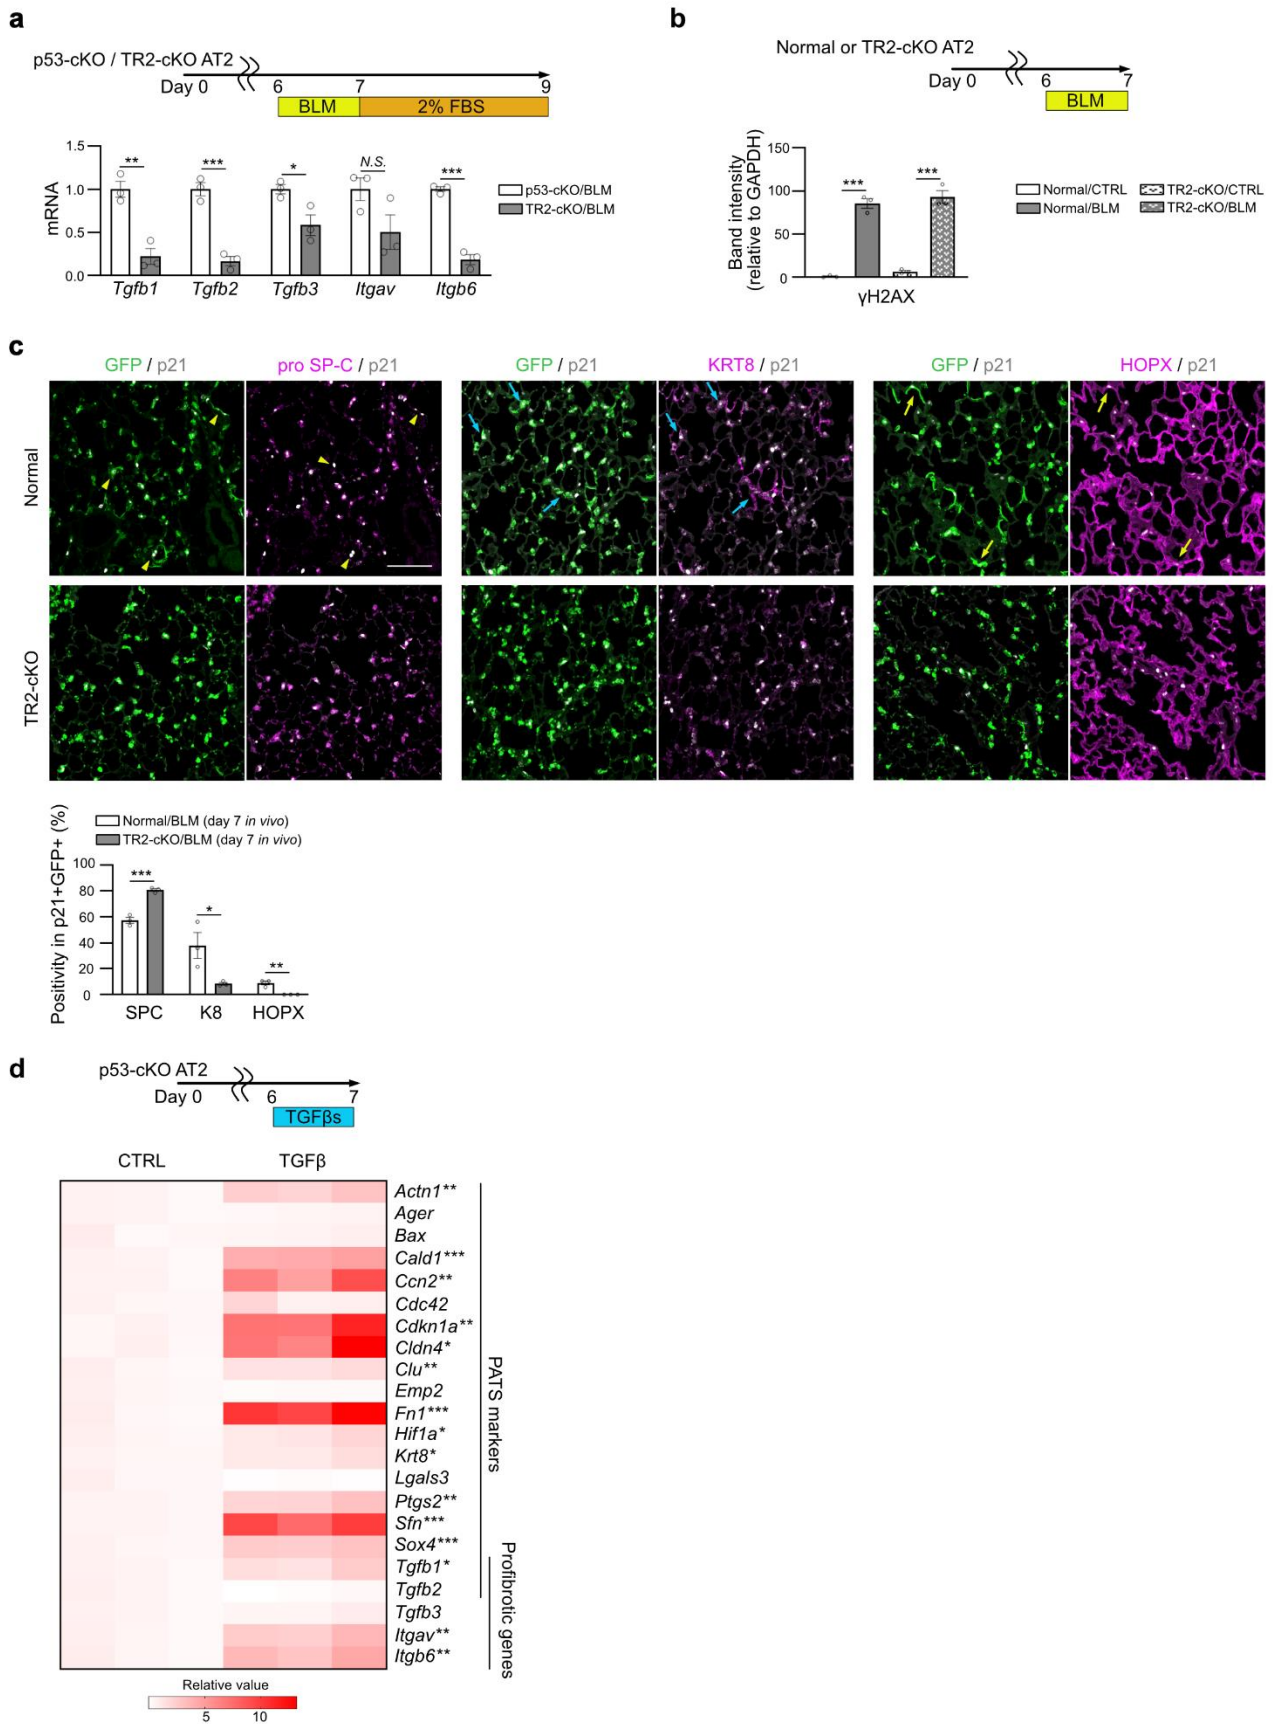 a
p53-cKO / TR2-cKO AT2
Day 0
6
7
9
BLM
2% FBS
mRNA
1.5
1.0
0.5
0.0
**
***
*
N.S.
***
Tgfb1
Tgfb2
Tgfb3
Itgav
Itgb6
p53-cKO/BLM
TR2-cKO/BLM
b
Normal or TR2-cKO AT2
Day 0
6
7
BLM
Band intensity
(relative to GAPDH)
150
100
50
0
***
***
γH2AX
Normal/CTRL
Normal/BLM
TR2-cKO/CTRL
TR2-cKO/BLM
c
GFP / p21
pro SP-C / p21
GFP / p21
KRT8 / p21
GFP / p21
HOPX / p21
Normal
TR2-cKO
Normal/BLM (day 7 in vivo)
TR2-cKO/BLM (day 7 in vivo)
Positivity in p21+GFP+ (%)
100
80
60
40
20
0
***
*
**
SPC
K8
HOPX
d
p53-cKO AT2
Day 0
6
7
TGFβs
CTRL
TGFβ
Actn1**
Ager
Bax
Cald1***
Ccn2**
Cdc42
Cdkn1a**
Cldn4*
Clu**
Emp2
Fn1***
Hif1a*
Krt8*
Lgals3
Ptgs2**
Sfn***
Sox4***
Tgfb1*
Tgfb2
Tgfb3
Itgav**
Itgb6**
PATS markers
Profibrotic genes
Relative value
5
10